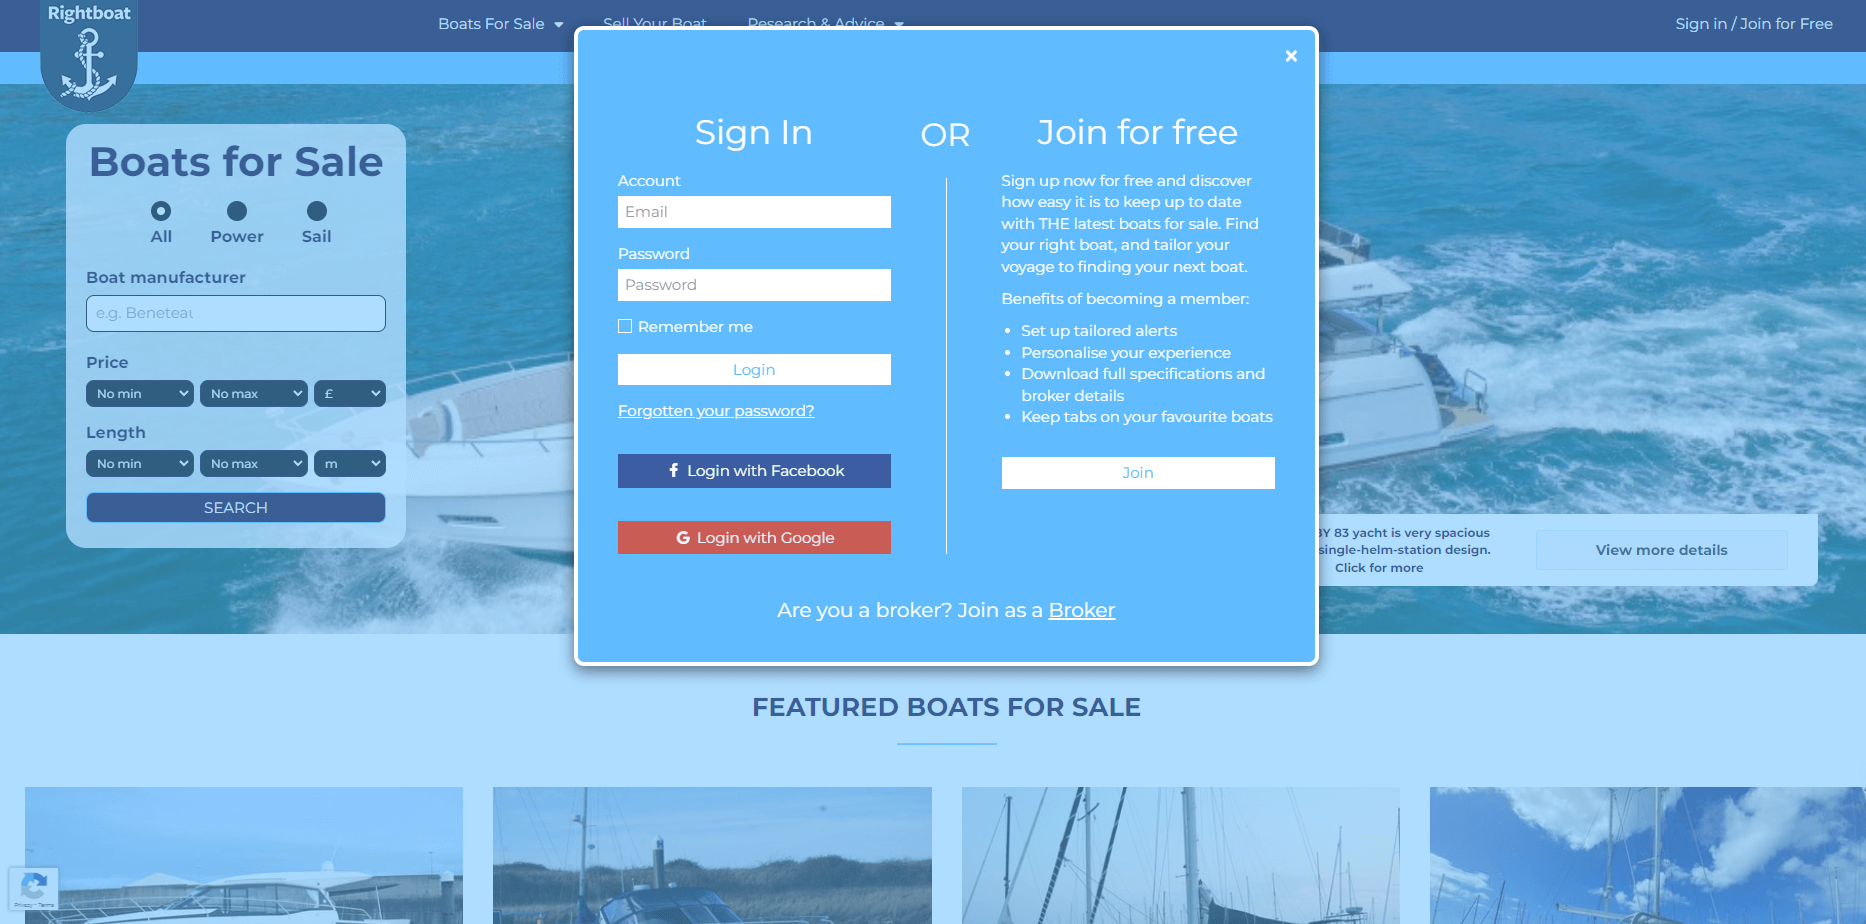 Rightboat
Boats For Sale
Sell Your Boat
Research & Advice
Sign in / Join for Free
Boats for Sale
All
Power
Sail
Boat manufacturer
e.g. Beneteau
Price
No min
No max
£
Length
No min
No max
m
SEARCH
×
Sign In
OR
Join for free
Account
Email
Password
Password
Remember me
Login
Forgotten your password?
Login with Facebook
G Login with Google
Sign up now for free and discover
how easy it is to keep up to date
with THE latest boats for sale. Find
your right boat, and tailor your
voyage to finding your next boat.
Benefits of becoming a member:
• Set up tailored alerts
• Personalise your experience
• Download full specifications and
broker details
• Keep tabs on your favourite boats
Join
Are you a broker? Join as a Broker
BY 83 yacht is very spacious
single-helm-station design.
Click for more
View more details
FEATURED BOATS FOR SALE
Privacy - Terms